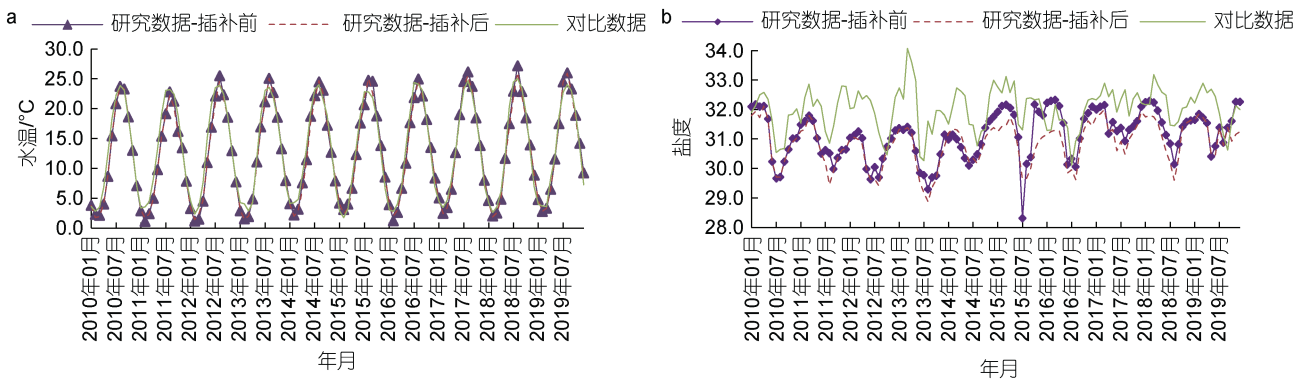 a
研究数据-插补前 研究数据-插补后 对比数据
水温/°C
30.0
25.0
20.0
15.0
10.0
5.0
0.0
2010年01月
2010年07月
2011年01月
2011年07月
2012年01月
2012年07月
2013年01月
2013年07月
2014年01月
2014年07月
2015年01月
2015年07月
2016年01月
2016年07月
2017年01月
2017年07月
2018年01月
2018年07月
2019年01月
2019年07月
年月
b
研究数据-插补前 研究数据-插补后 对比数据
盐度
34.0
33.0
32.0
31.0
30.0
29.0
28.0
2010年01月
2010年07月
2011年01月
2011年07月
2012年01月
2012年07月
2013年01月
2013年07月
2014年01月
2014年07月
2015年01月
2015年07月
2016年01月
2016年07月
2017年01月
2017年07月
2018年01月
2018年07月
2019年01月
2019年07月
年月